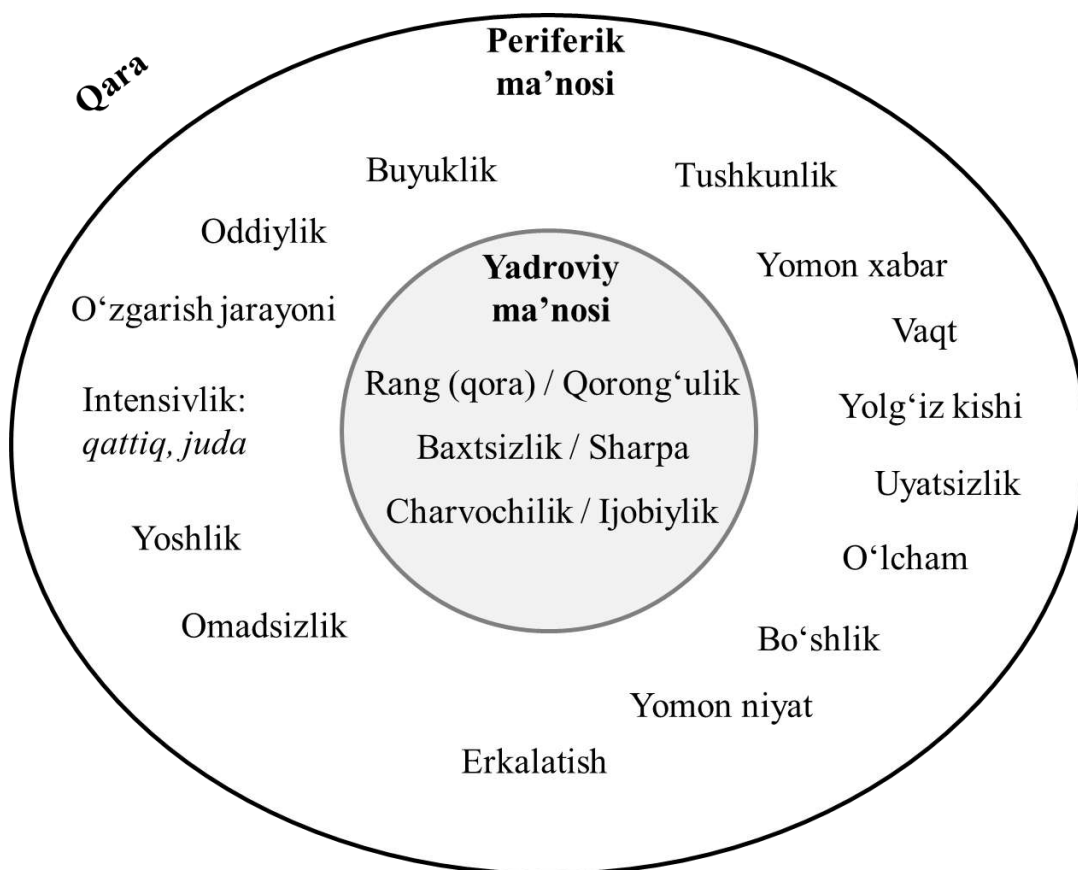 Qara
Periferik
ma’nosi
Buyuklik
Tushkunlik
Oddiylik
Yomon xabar
O‘zgarish jarayoni
Vaqt
Intensivlik:
qattiq, juda
Yolg‘iz kishi
Uyatsizlik
Yoshlik
O‘lcham
Omadsizlik
Bo‘shlik
Yomon niyat
Erkalatish
Yadroviy
ma’nosi
Rang (qora) / Qorong‘ulik
Baxtsizlik / Sharpa
Charvochilik / Ijobiylik